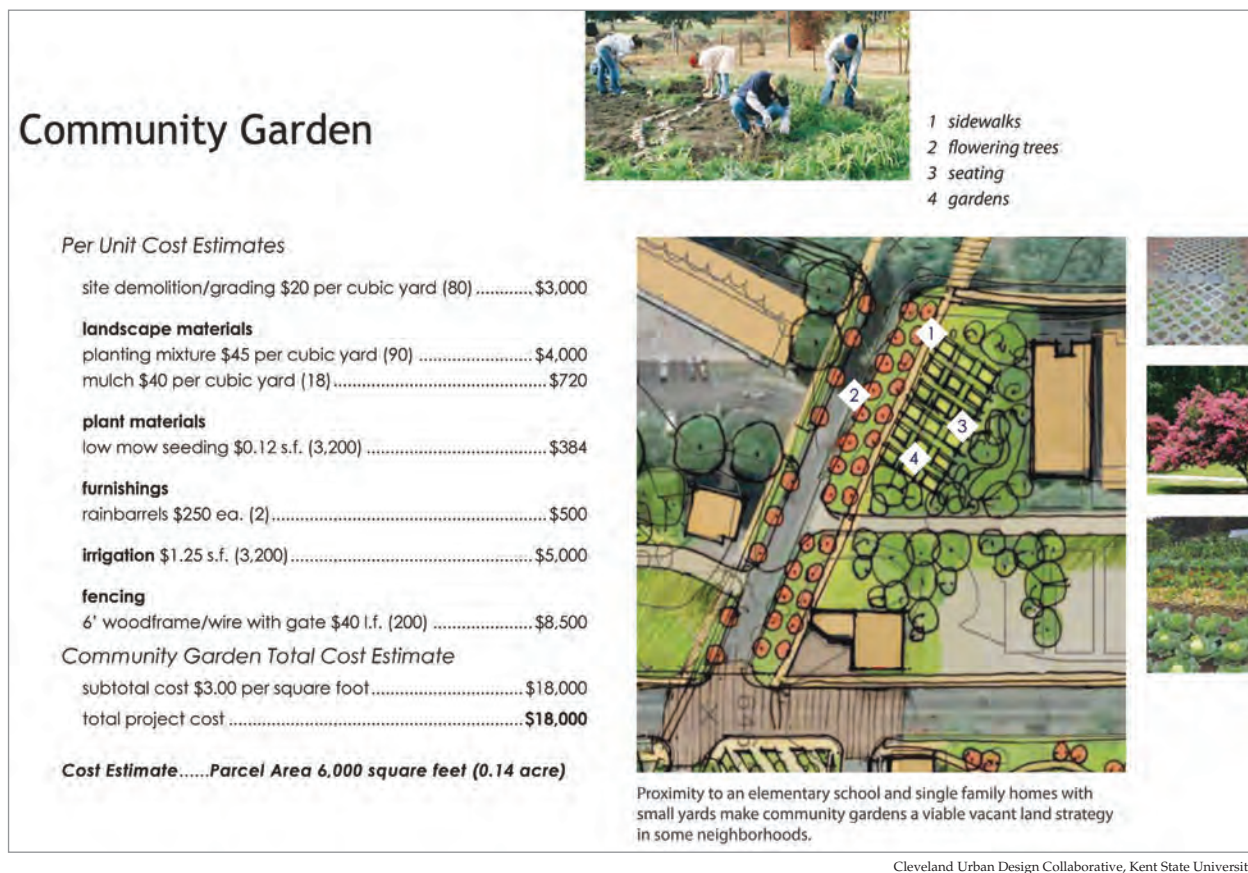 Community Garden
1 sidewalks
2 flowering trees
3 seating
4 gardens
Per Unit Cost Estimates
site demolition/grading $20 per cubic yard (80) ............ $3,000
landscape materials
planting mixture $45 per cubic yard (90) ........................ $4,000
mulch $40 per cubic yard (18) ............................................ $720
plant materials
low mow seeding $0.12 s.f. (3,200) ..................................... $384
furnishings
rainbarrels $250 ea. (2) ......................................................... $500
irrigation $1.25 s.f. (3,200) .................................................. $5,000
fencing
6' woodframe/wire with gate $40 l.f. (200) .................... $8,500
Community Garden Total Cost Estimate
subtotal cost $3.00 per square foot ............................... $18,000
total project cost ............................................................ $18,000
Cost Estimate......Parcel Area 6,000 square feet (0.14 acre)
1
2
3
4
Proximity to an elementary school and single family homes with
small yards make community gardens a viable vacant land strategy
in some neighborhoods.
Cleveland Urban Design Collaborative, Kent State Universit